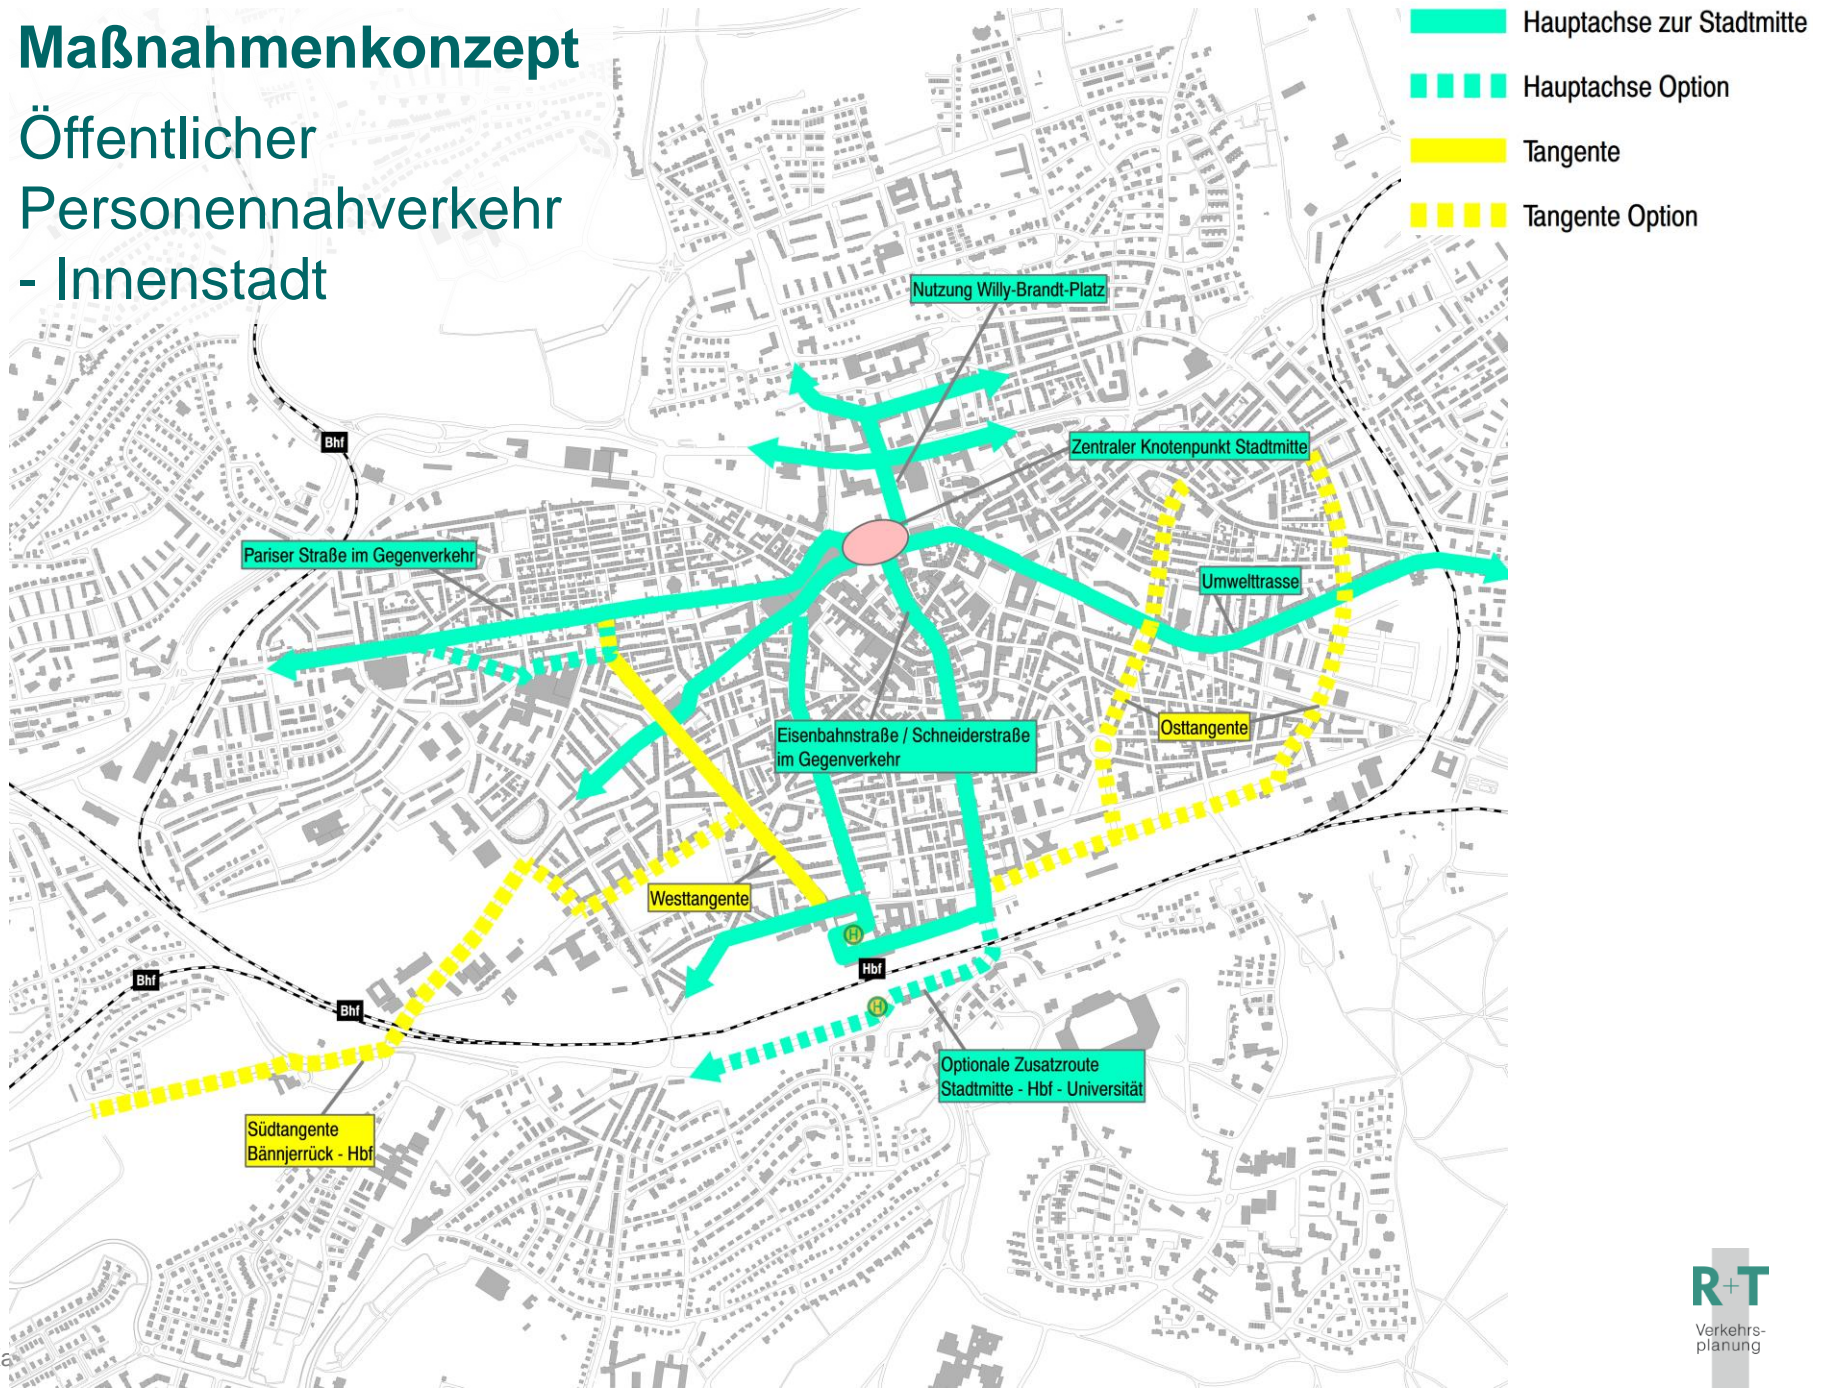 Maßnahmenkonzept
Öffentlicher
Personennahverkehr
- Innenstadt
Hauptachse zur Stadtmitte
Hauptachse Option
Tangente
Tangente Option
Nutzung Willy-Brandt-Platz
Bhf
Zentraler Knotenpunkt Stadtmitte
Pariser Straße im Gegenverkehr
Umwelttrasse
Osttangente
Eisenbahnstraße / Schneiderstraße
im Gegenverkehr
Westtangente
H
Hbf
Bhf
Bhf
H
Optionale Zusatzroute
Stadtmitte - Hbf - Universität
Südtangente
Bännjerrück - Hbf
R+T
Verkehrs-
planung